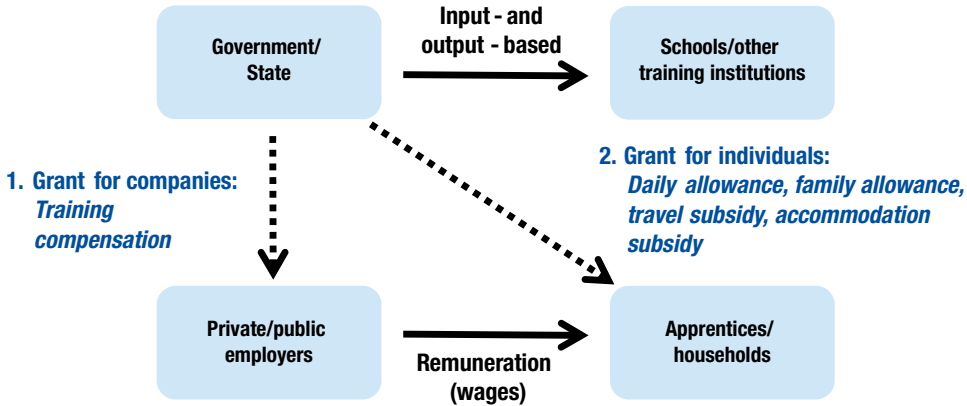 Government/
State
Input - and
output - based
Schools/other
training institutions
1. Grant for companies:
Training
compensation
2. Grant for individuals:
Daily allowance, family allowance,
travel subsidy, accommodation
subsidy
Private/public
employers
Remuneration
(wages)
Apprentices/
households